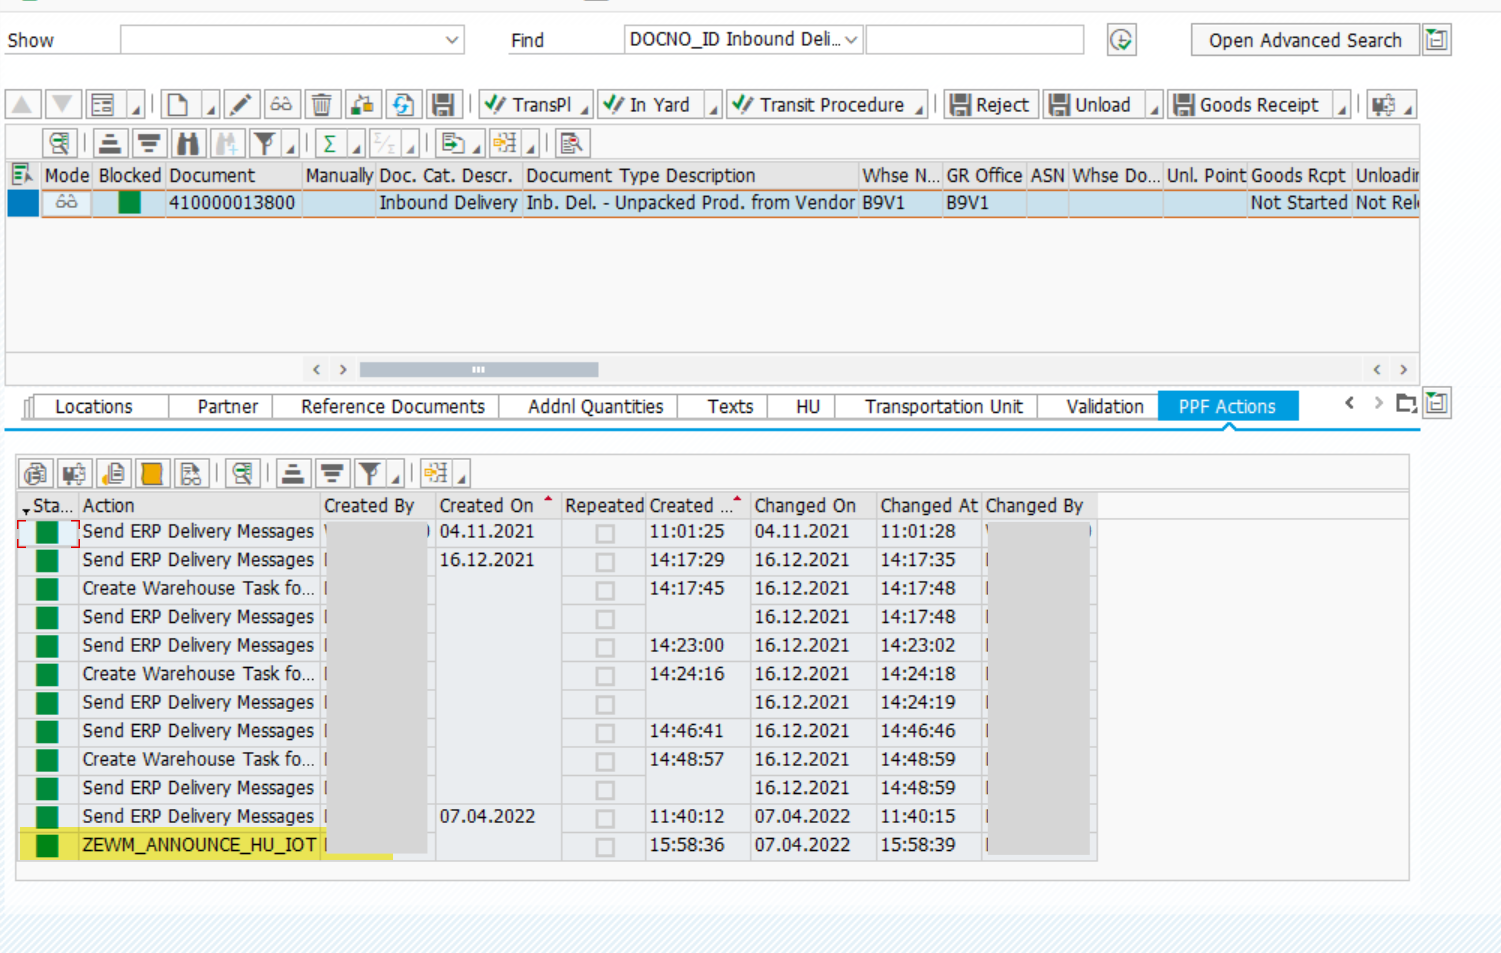 Show Find DOCNO_ID Inbound Deli... Open Advanced Search
TransPl In Yard Transit Procedure Reject Unload Goods Receipt
Mode Blocked Document Manually Doc. Cat. Descr. Document Type Description Whse N... GR Office ASN Whse Do... Unl. Point Goods Rcpt Unloadin
410000013800 Inbound Delivery Inb. Del. - Unpacked Prod. from Vendor B9V1 B9V1 Not Started Not Rel
Locations Partner Reference Documents Addnl Quantities Texts HU Transportation Unit Validation PPF Actions
Sta... Action Created By Created On Repeated Created ... Changed On Changed At Changed By
Send ERP Delivery Messages 04.11.2021 11:01:25 04.11.2021 11:01:28
Send ERP Delivery Messages 16.12.2021 14:17:29 16.12.2021 14:17:35
Create Warehouse Task fo... 14:17:45 16.12.2021 14:17:48
Send ERP Delivery Messages 16.12.2021 14:17:48
Send ERP Delivery Messages 14:23:00 16.12.2021 14:23:02
Create Warehouse Task fo... 14:24:16 16.12.2021 14:24:18
Send ERP Delivery Messages 16.12.2021 14:24:19
Send ERP Delivery Messages 14:46:41 16.12.2021 14:46:46
Create Warehouse Task fo... 14:48:57 16.12.2021 14:48:59
Send ERP Delivery Messages 16.12.2021 14:48:59
Send ERP Delivery Messages 07.04.2022 11:40:12 07.04.2022 11:40:15
ZEWM_ANNOUNCE_HU_IOT 15:58:36 07.04.2022 15:58:39